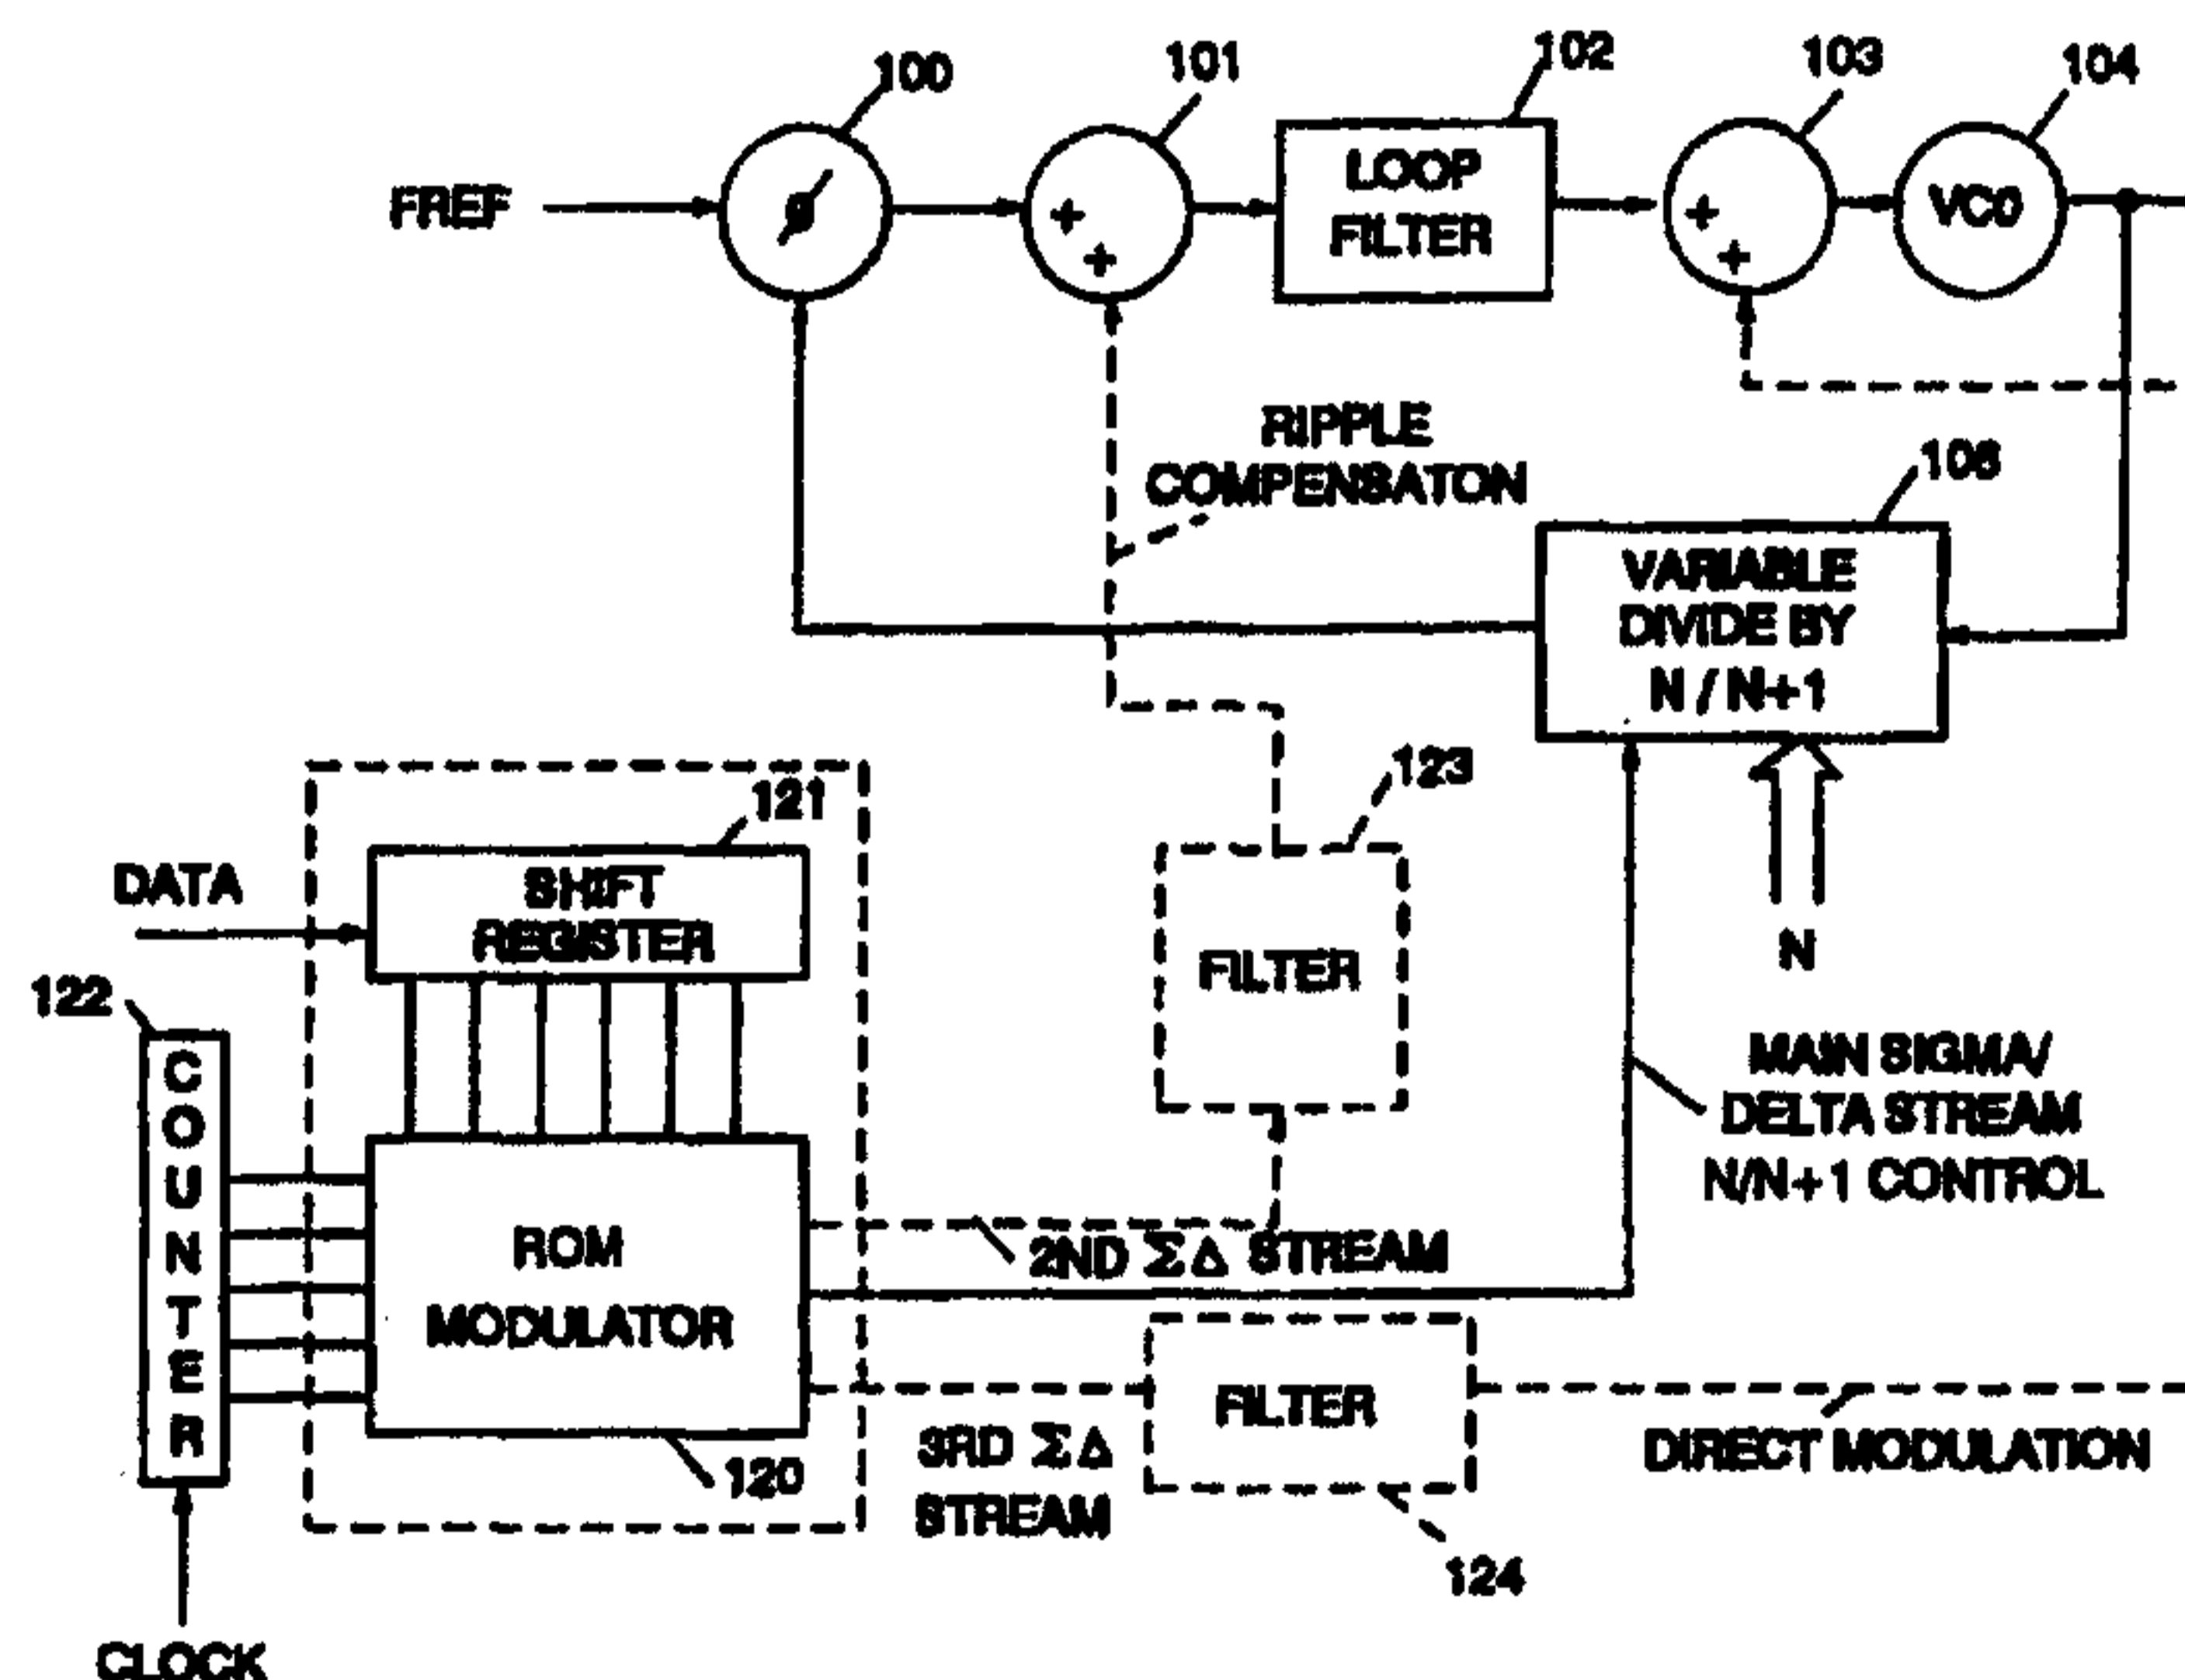 100
101
102
103
104
FREF
ø
+
+
LOOP
FILTER
+
+
VCO
RIPPLE
COMPENSATON
106
VARIABLE
DIVIDE BY
N / N+1
N
121
DATA
SHIFT
REGISTER
122
COUNTER
ROM
MODULATOR
120
CLOCK
123
FILTER
MAIN SIGMA/
DELTA STREAM
N/N+1 CONTROL
2ND ΣΔ STREAM
3RD ΣΔ
STREAM
FILTER
124
DIRECT MODULATION